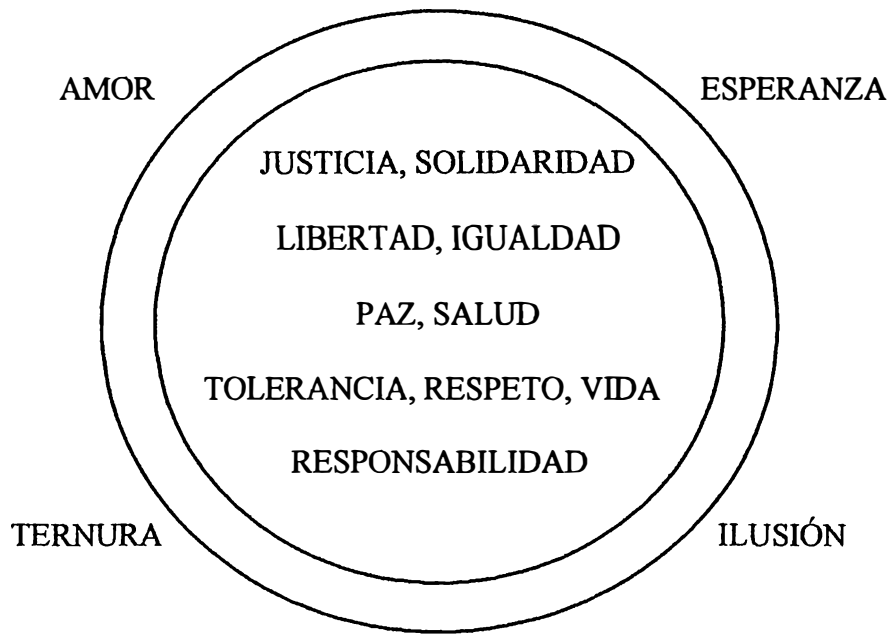 AMOR
ESPERANZA
JUSTICIA, SOLIDARIDAD
LIBERTAD, IGUALDAD
PAZ, SALUD
TOLERANCIA, RESPETO, VIDA
RESPONSABILIDAD
TERNURA
ILUSIÓN